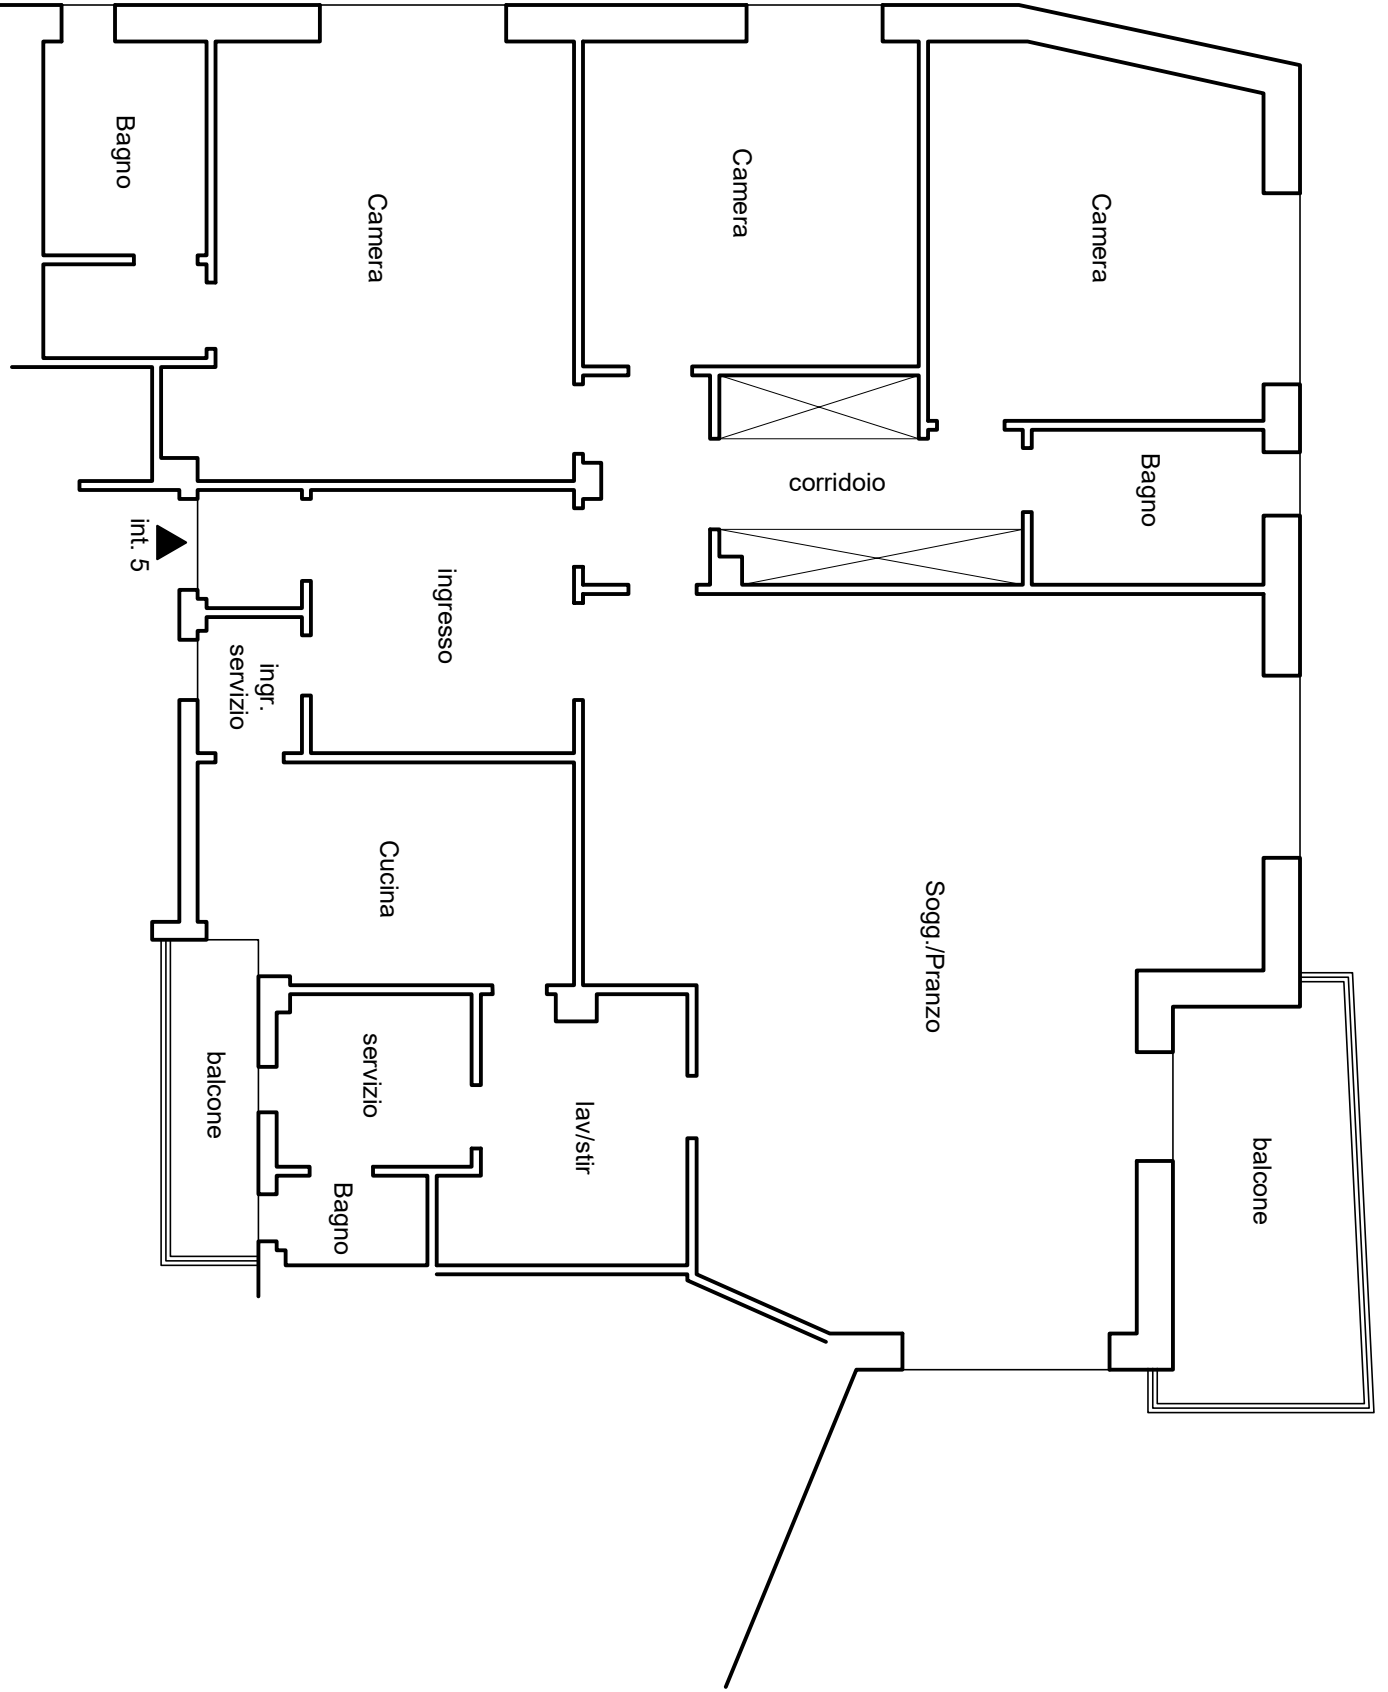 Bagno
Camera
Camera
Camera
Bagno
corridoio
int. 5
ingresso
ingr.
servizio
Cucina
Sogg./Pranzo
servizio
balcone
lav/stir
Bagno
balcone